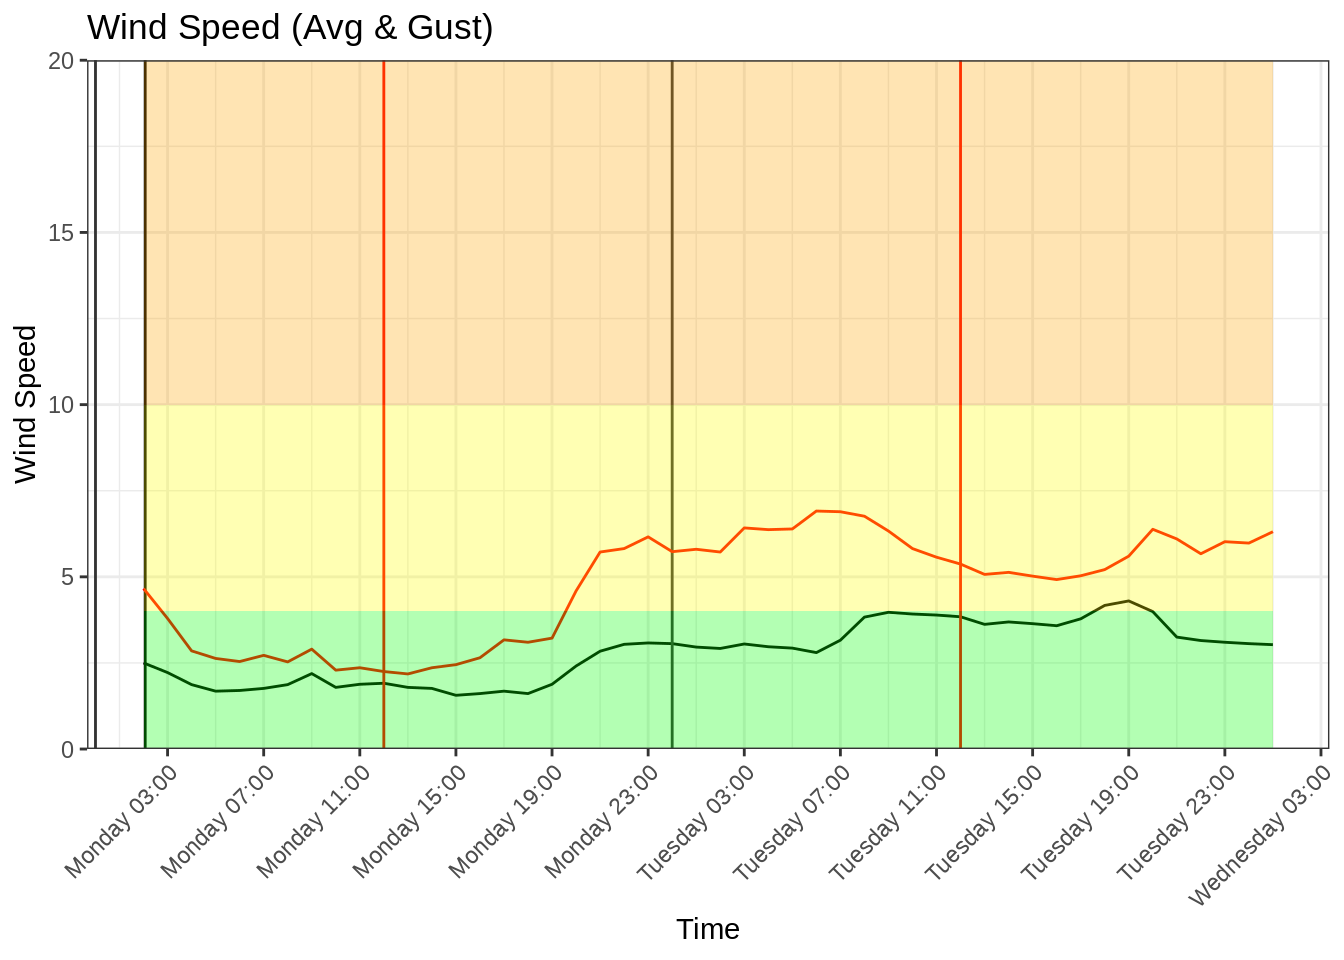 Wind Speed (Avg & Gust)
Wind Speed
20
15
10
5
0
Monday 03:00
Monday 07:00
Monday 11:00
Monday 15:00
Monday 19:00
Monday 23:00
Tuesday 03:00
Tuesday 07:00
Tuesday 11:00
Tuesday 15:00
Tuesday 19:00
Tuesday 23:00
Wednesday 03:00
Time